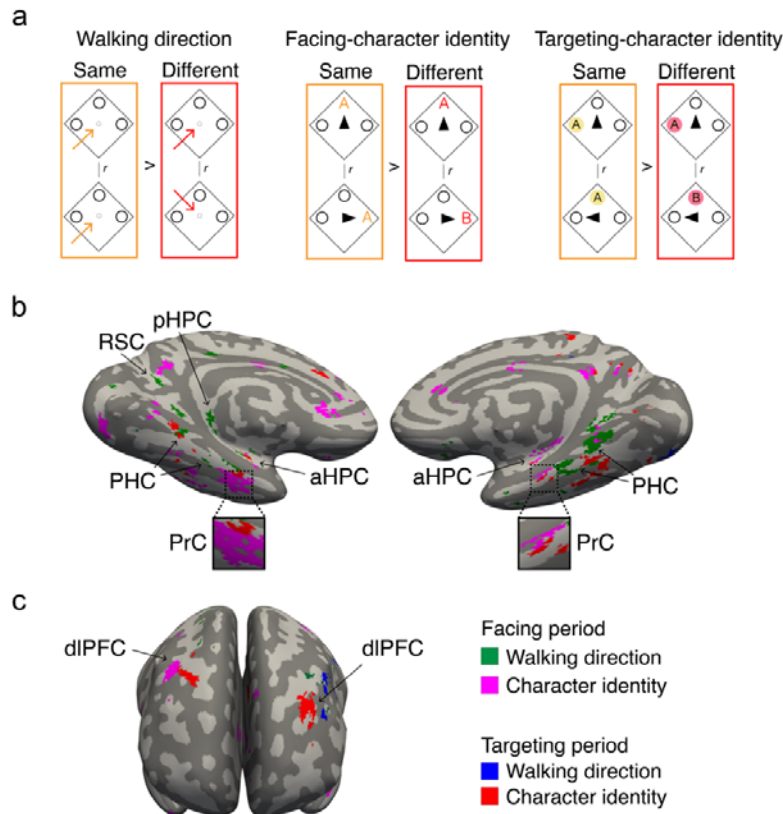 a
Walking direction
Same
Different
Facing-character identity
Same
Different
Targeting-character identity
Same
Different
A
A
A
A
>
r
r
>
r
r
>
r
r
A
B
A
B
b
pHPC
RSC
PHC
aHPC
aHPC
PHC
PrC
PrC
c
dlPFC
dlPFC
Facing period
Walking direction
Character identity
Targeting period
Walking direction
Character identity